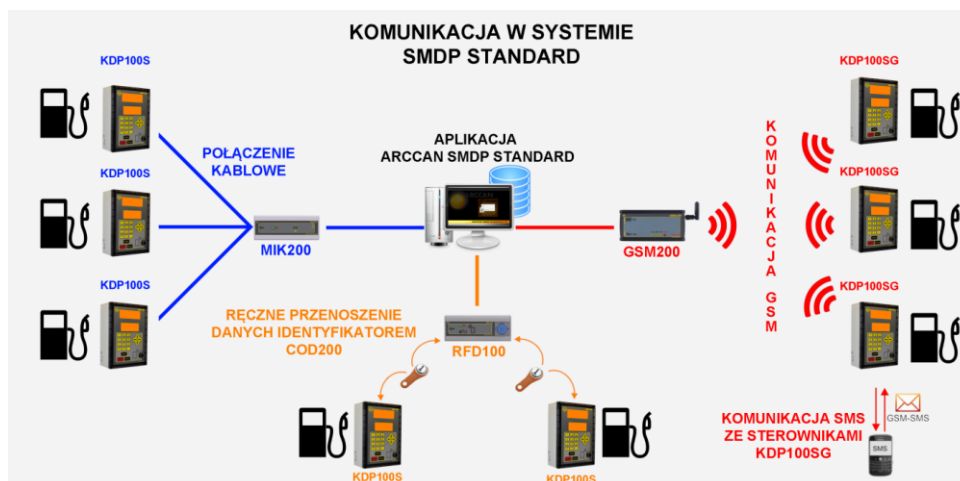 KOMUNIKACJA W SYSTEMIE
SMDP STANDARD
KDP100S
KDP100S
KDP100S
POŁĄCZENIE
KABLOWE
MIK200
APLIKACJA
ARCCAN SMDP STANDARD
GSM200
KOMUNIKACJA GSM
KDP100SG
KDP100SG
KDP100SG
RĘCZNE PRZENOSZENIE
DANYCH IDENTYFIKATOREM
COD200
RFD100
KDP100S
KDP100S
KOMUNIKACJA SMS
ZE STEROWNIKAMI
KDP100SG
GSM-SMS
SMS